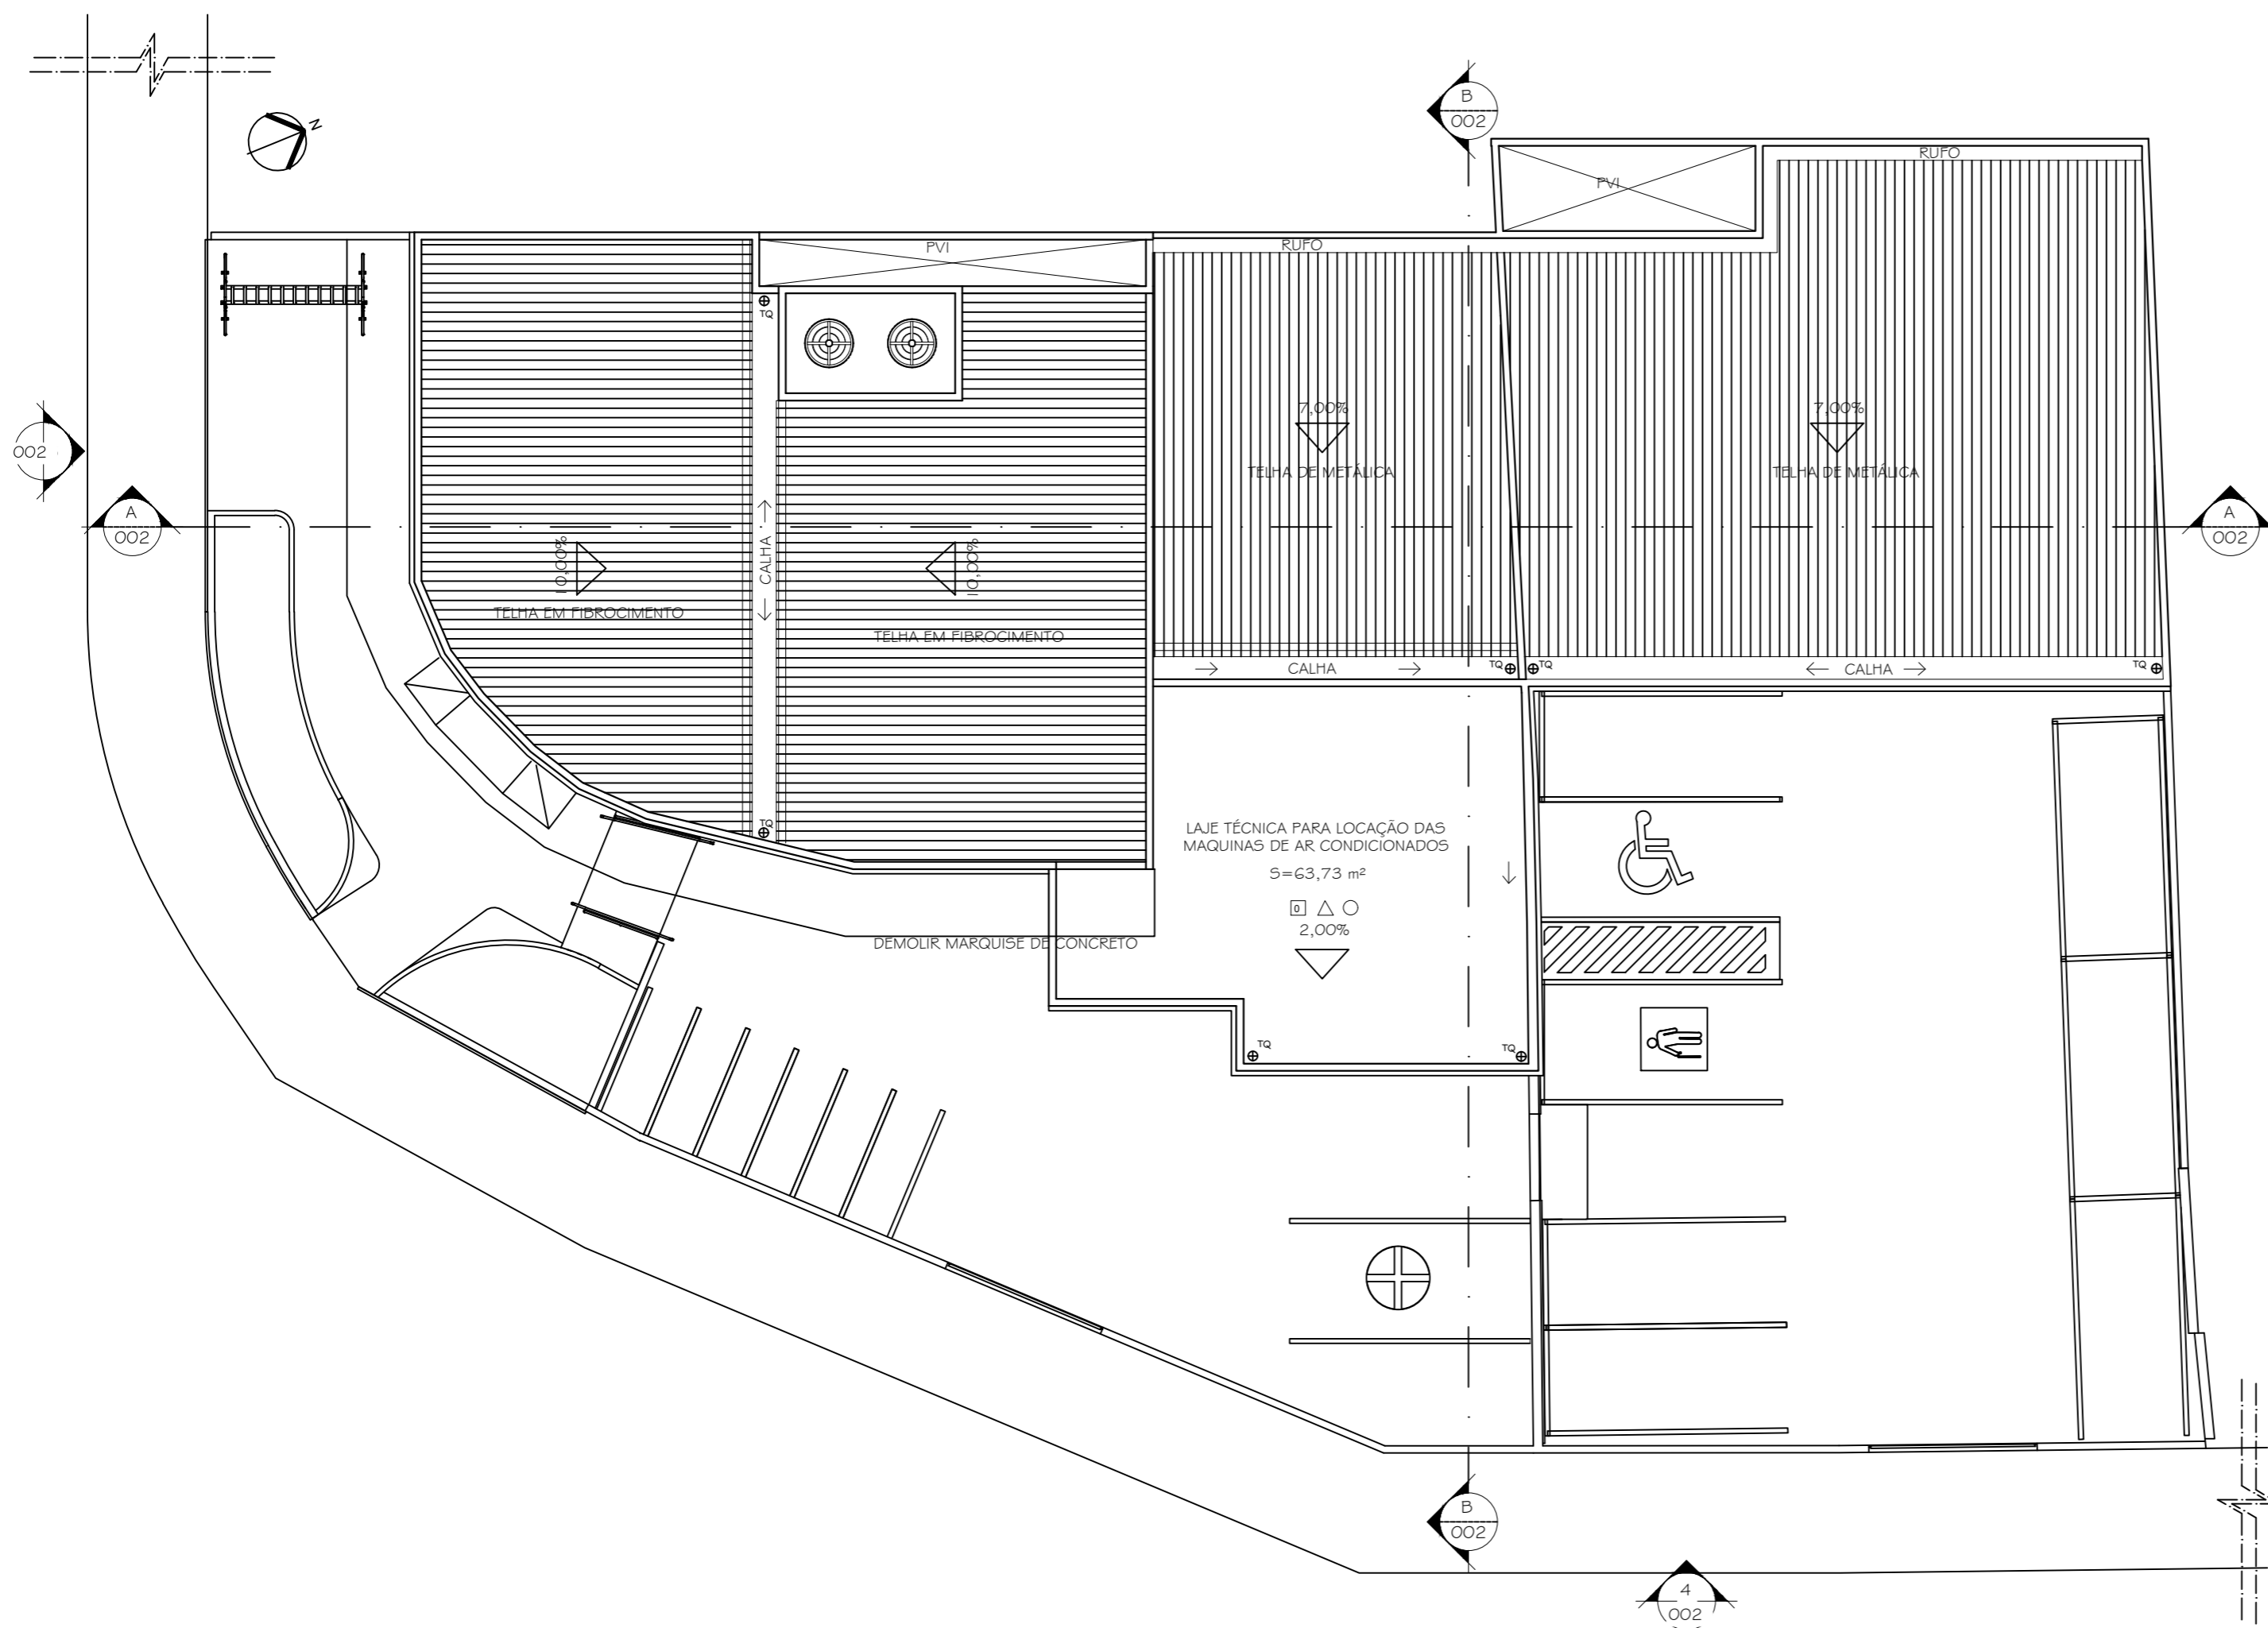 N
B
002
RUFO
PVI
PVI
RUFO
TQ
002
7,00%
7,00%
TELHA DE METÁLICA
TELHA DE METÁLICA
A
002
A
002
10,00%
CALHA
10,00%
TELHA EM FIBROCIMENTO
TELHA EM FIBROCIMENTO
CALHA
TQ
TQ
CALHA
TQ
TQ
LAJE TÉCNICA PARA LOCAÇÃO DAS
MAQUINAS DE AR CONDICIONADOS
S=63,73 m²
0
2,00%
DEMOLIR MARQUISE DE CONCRETO
TQ
TQ
B
002
4
002